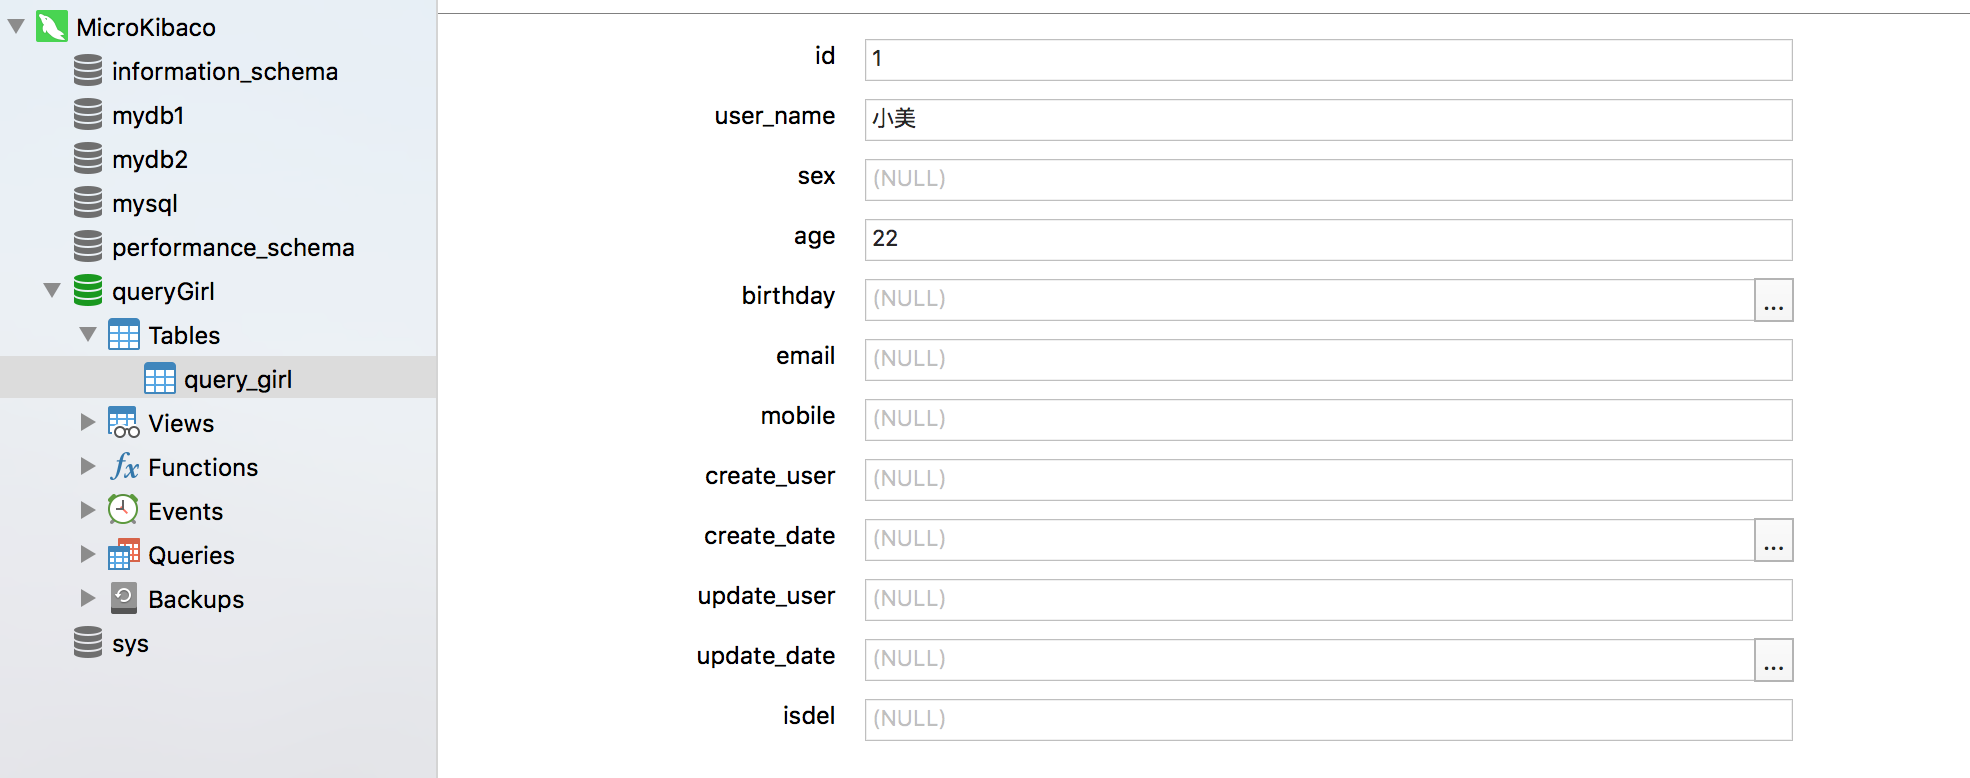 MicroKibaco
information_schema
mydb1
mydb2
mysql
performance_schema
queryGirl
Tables
query_girl
Views
fx Functions
Events
Queries
Backups
sys
id 1
user_name 小美
sex (NULL)
age 22
birthday (NULL) ...
email (NULL)
mobile (NULL)
create_user (NULL)
create_date (NULL) ...
update_user (NULL)
update_date (NULL) ...
isdel (NULL)